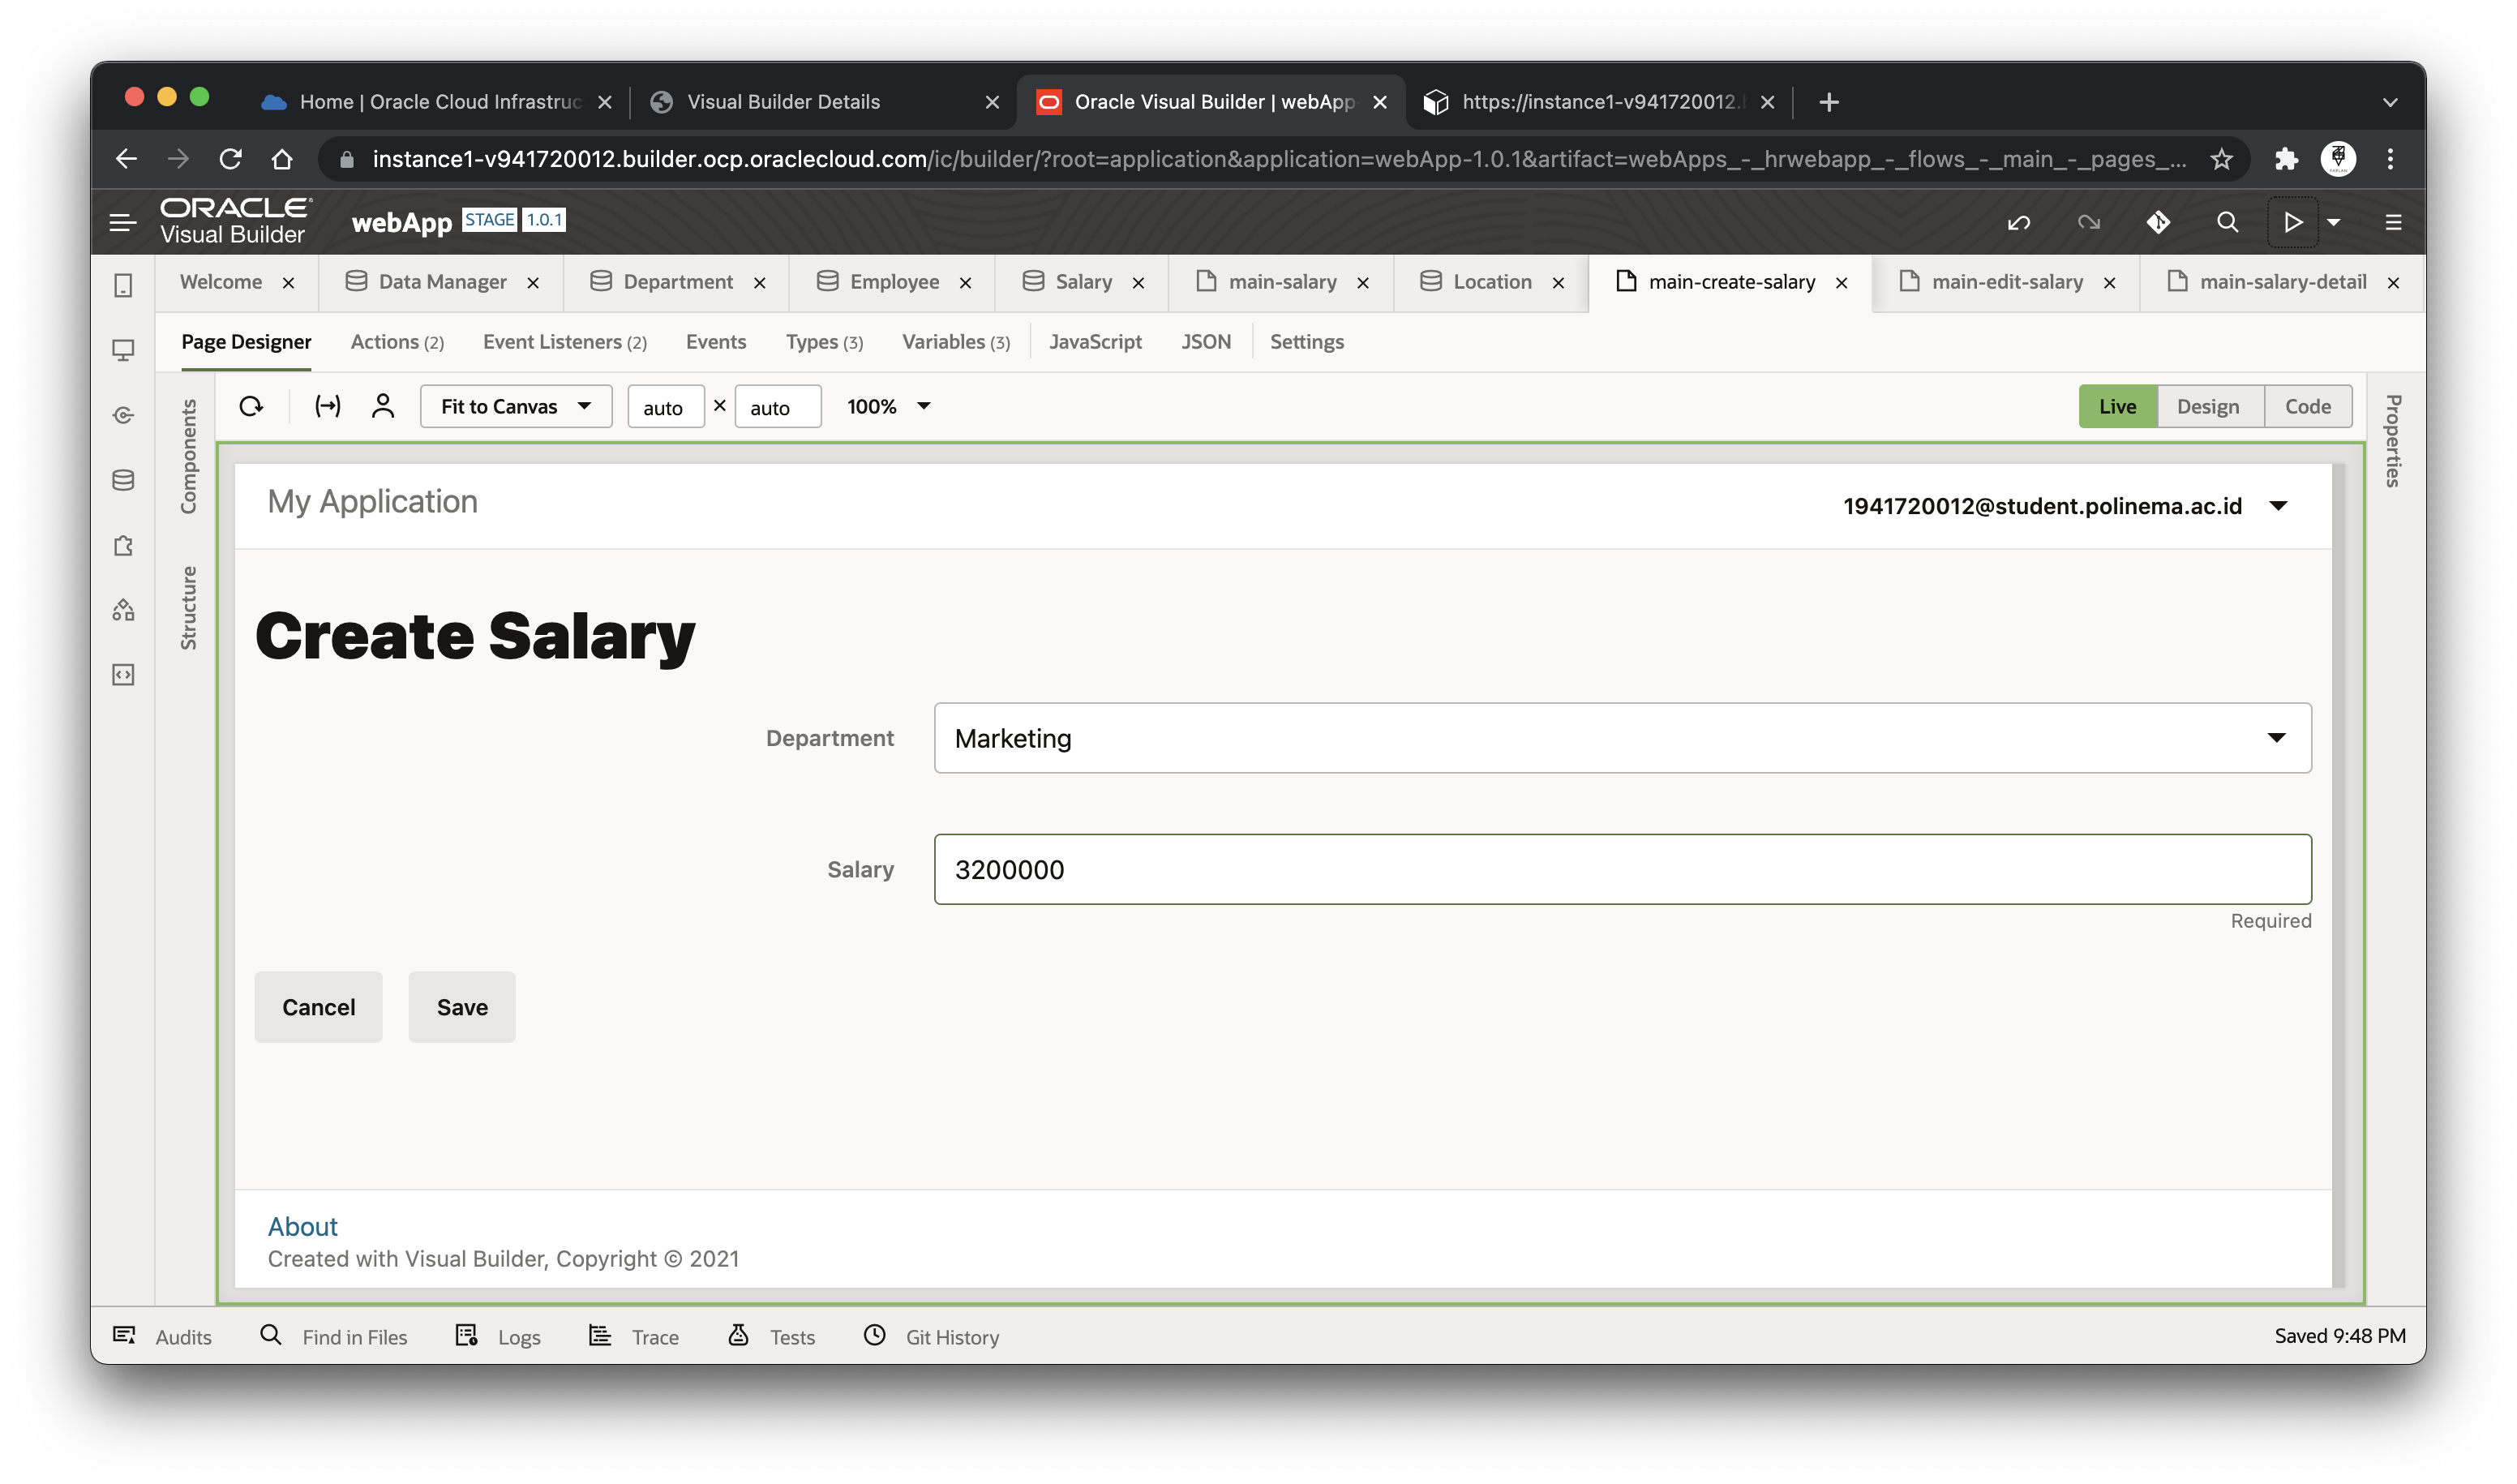 Home | Oracle Cloud Infrastruc
Visual Builder Details
Oracle Visual Builder | webApp
https://instance1-v941720012.
instance1-v941720012.builder.ocp.oraclecloud.com/ic/builder/?root=application&application=webApp-1.0.1&artifact=webApps_-_hrwebapp_-_flows_-_main_-_pages_...
ORACLE
Visual Builder
webApp STAGE 1.0.1
Welcome Data Manager Department Employee Salary main-salary Location main-create-salary main-edit-salary main-salary-detail
Page Designer Actions (2) Event Listeners (2) Events Types (3) Variables (3) JavaScript JSON Settings
Components
Structure
Fit to Canvas auto × auto 100%
Live Design Code
Properties
My Application
1941720012@student.polinema.ac.id
Create Salary
Department Marketing
Salary 3200000
Required
Cancel Save
About
Created with Visual Builder, Copyright © 2021
Audits Find in Files Logs Trace Tests Git History
Saved 9:48 PM